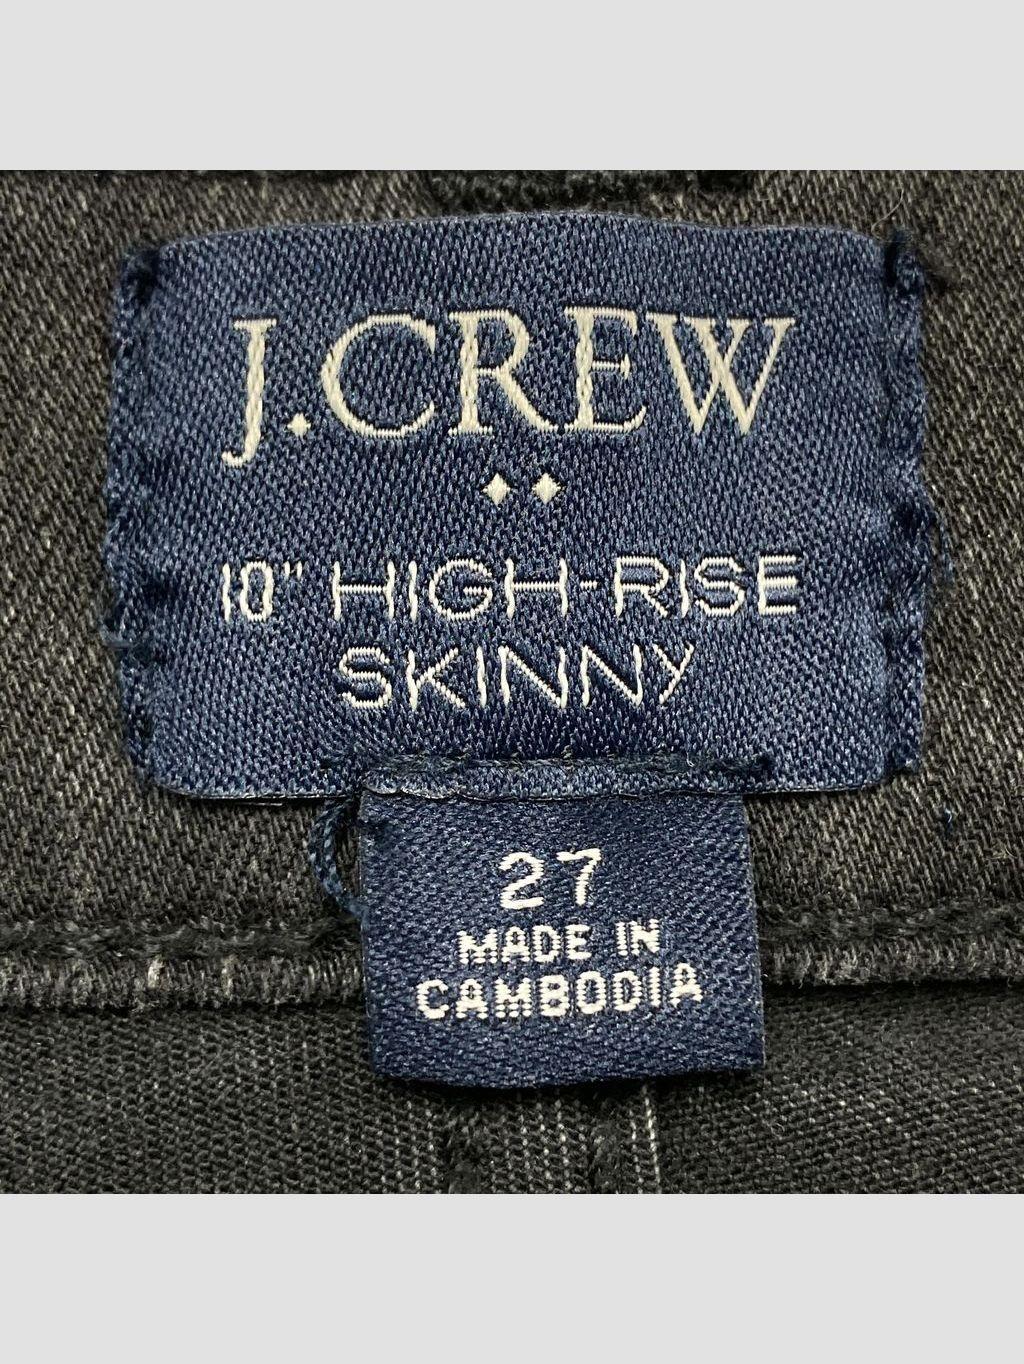 J.CREW
10" HIGH-RISE
SKINNY
27
MADE IN
CAMBODIA